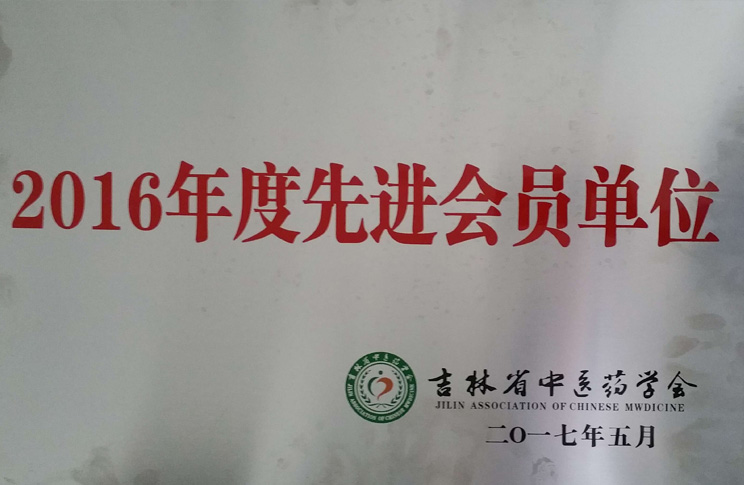 2016年度先进会员单位
吉林省中医药学会
JILIN ASSOCIATION OF CHINESE MWDICINE
二〇一七年五月